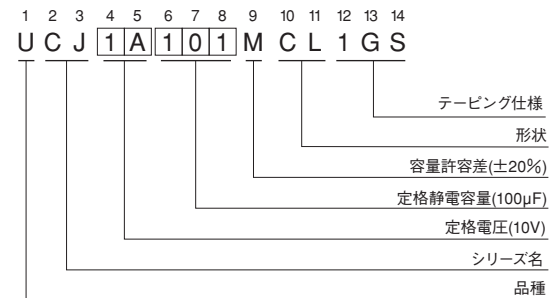 1 2 3 4 5 6 7 8 9 10 11 12 13 14
U C J 1 A 1 0 1 M C L 1 G S
テーピング仕様
形状
容量許容差(±20%)
定格静電容量(100µF)
定格電圧(10V)
シリーズ名
品種